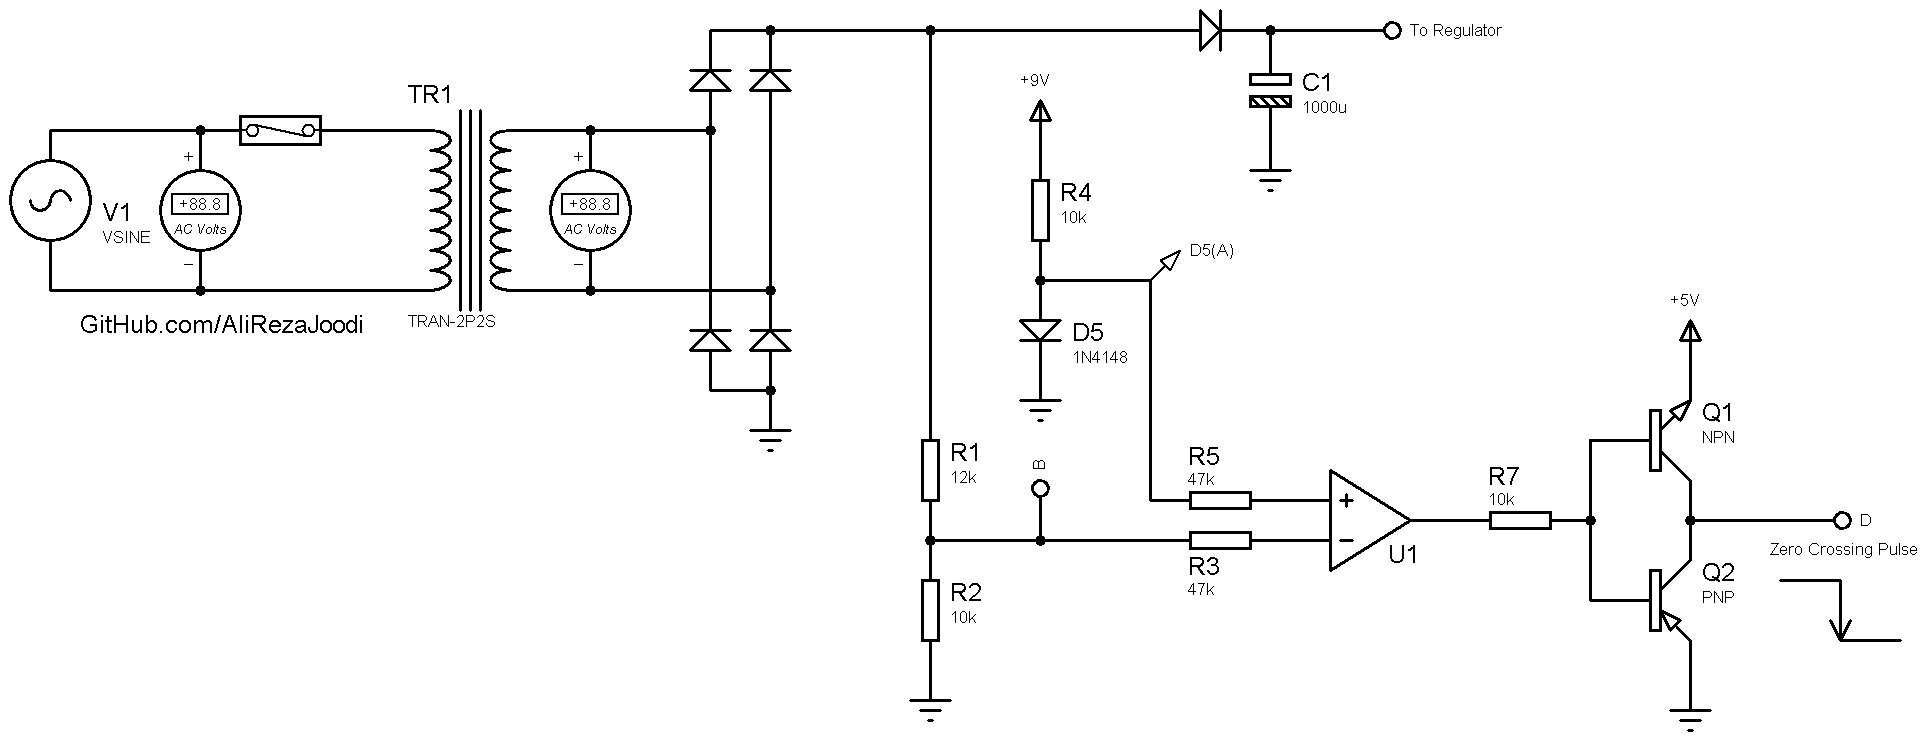 To Regulator
+9V
C1
1000u
TR1
+
+
R4
10k
+88.8
AC Volts
V1
VSINE
+88.8
AC Volts
D5(A)
−
−
+5V
GitHub.com/AliRezaJoodi
TRAN-2P2S
D5
1N4148
Q1
NPN
R1
12k
B
R5
47k
R7
10k
+
−
U1
D
Zero Crossing Pulse
R3
47k
R2
10k
Q2
PNP